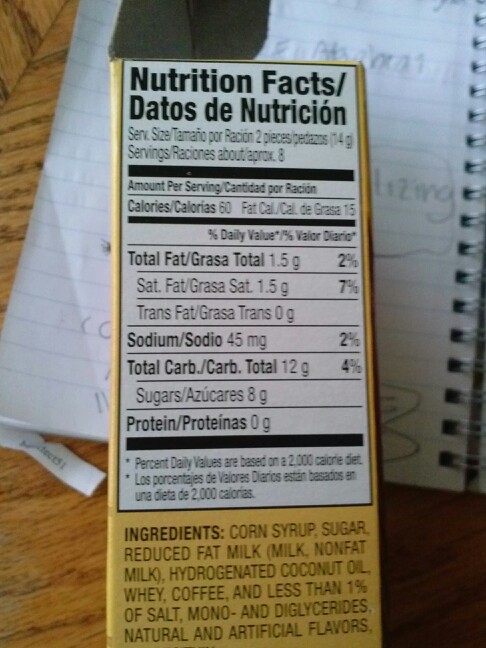 Nutrition Facts/
Datos de Nutrición
Serv. Size/Tamaño por Ración 2 pieces/pedazos (14 g)
Servings/Raciones about/aprox. 8
Amount Per Serving/Cantidad por Ración
Calories/Calorías 60 Fat Cal./Cal. de Grasa 15
% Daily Value*/% Valor Diario*
Total Fat/Grasa Total 1.5 g 2%
Sat. Fat/Grasa Sat. 1.5 g 7%
Trans Fat/Grasa Trans 0 g
Sodium/Sodio 45 mg 2%
Total Carb./Carb. Total 12 g 4%
Sugars/Azúcares 8 g
Protein/Proteínas 0 g
* Percent Daily Values are based on a 2,000 calorie diet.
* Los porcentajes de Valores Diarios están basados en
una dieta de 2,000 calorías.
INGREDIENTS: CORN SYRUP, SUGAR,
REDUCED FAT MILK (MILK, NONFAT
MILK), HYDROGENATED COCONUT OIL,
WHEY, COFFEE, AND LESS THAN 1%
OF SALT, MONO- AND DIGLYCERIDES,
NATURAL AND ARTIFICIAL FLAVORS,